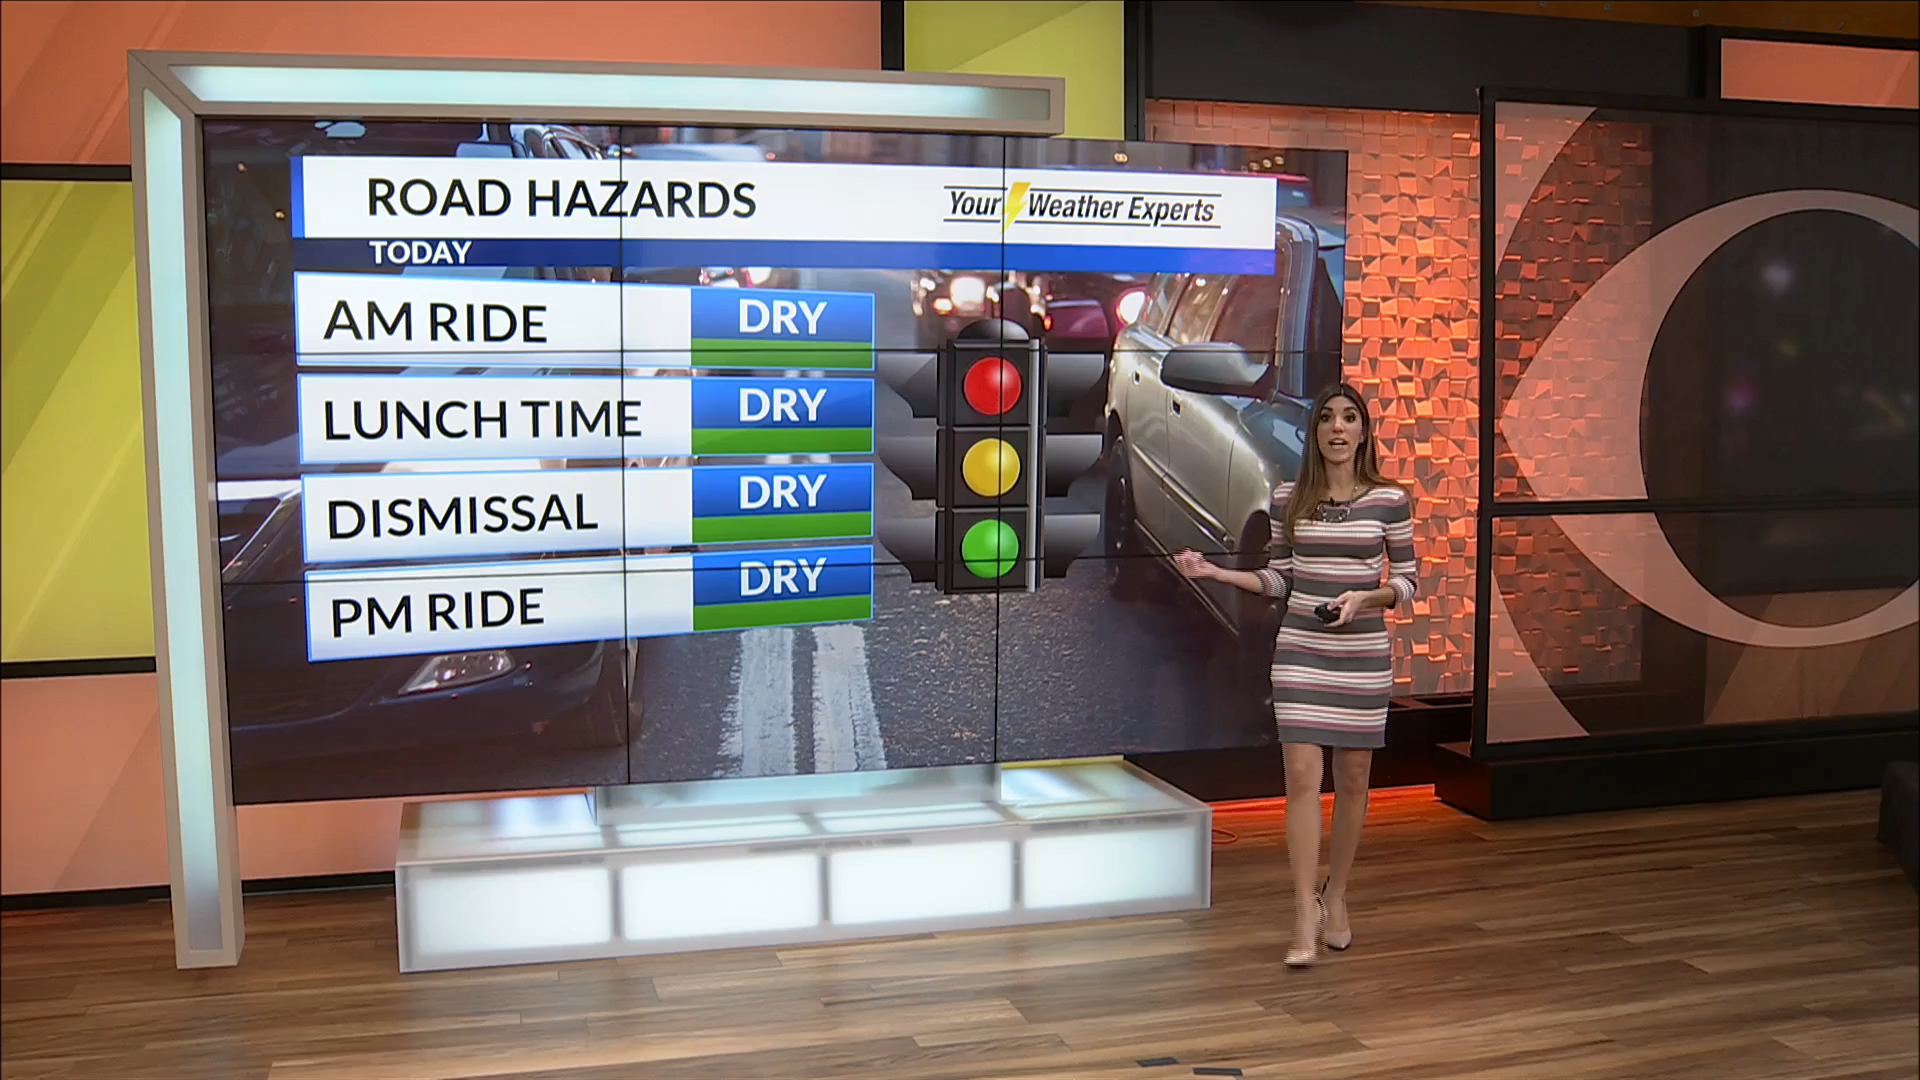 ROAD HAZARDS
Your Weather Experts
TODAY
AM RIDE DRY
LUNCH TIME DRY
DISMISSAL DRY
PM RIDE DRY